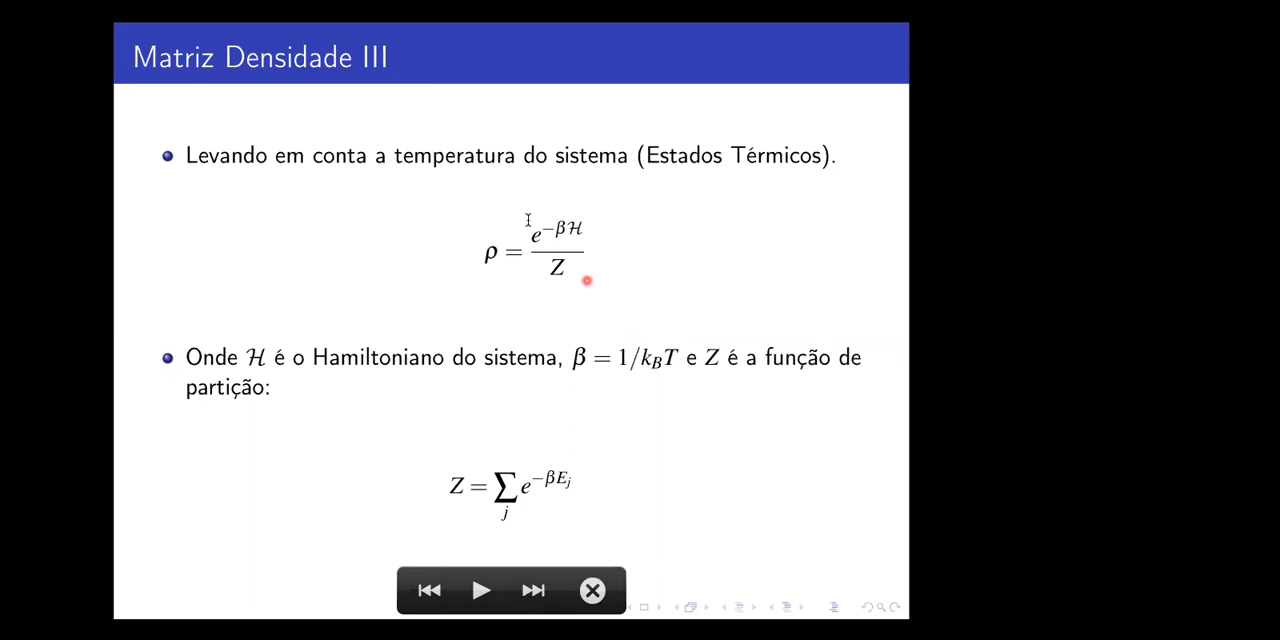 Matriz Densidade III
Levando em conta a temperatura do sistema (Estados Térmicos).
ρ = e^{−βℋ} / Z
Onde ℋ é o Hamiltoniano do sistema, β = 1/k_BT e Z é a função de
partição:
Z = ∑_j e^{−βE_j}